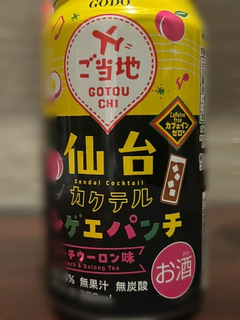 GODO
ご当地
GOTOU
CHI
Caffeine
free
カフェイン
ゼロ
仙台
Sendai Cocktail
カクテル
ゲエパンチ
チウーロン味
& Oolong Tea
お酒
% 無果汁 無炭酸